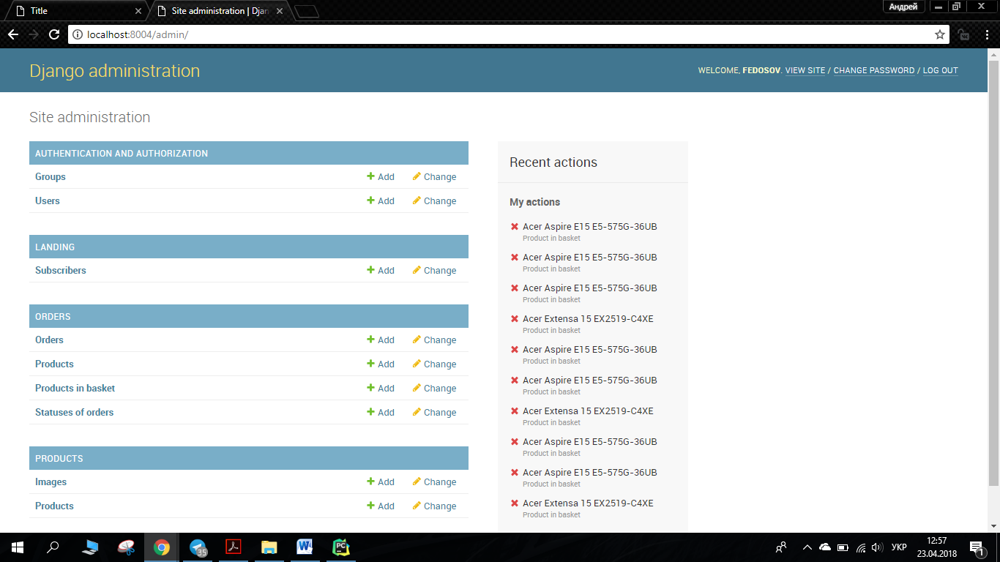 Title
Site administration | Djan
Андрей
localhost:8004/admin/
Django administration
WELCOME, FEDOSOV. VIEW SITE / CHANGE PASSWORD / LOG OUT
Site administration
AUTHENTICATION AND AUTHORIZATION
Groups Add Change
Users Add Change
LANDING
Subscribers Add Change
ORDERS
Orders Add Change
Products Add Change
Products in basket Add Change
Statuses of orders Add Change
PRODUCTS
Images Add Change
Products Add Change
Recent actions
My actions
Acer Aspire E15 E5-575G-36UB
Product in basket
Acer Aspire E15 E5-575G-36UB
Product in basket
Acer Aspire E15 E5-575G-36UB
Product in basket
Acer Extensa 15 EX2519-C4XE
Product in basket
Acer Aspire E15 E5-575G-36UB
Product in basket
Acer Aspire E15 E5-575G-36UB
Product in basket
Acer Extensa 15 EX2519-C4XE
Product in basket
Acer Aspire E15 E5-575G-36UB
Product in basket
Acer Aspire E15 E5-575G-36UB
Product in basket
Acer Extensa 15 EX2519-C4XE
Product in basket
35
W
PC
УКР
12:57
23.04.2018
1